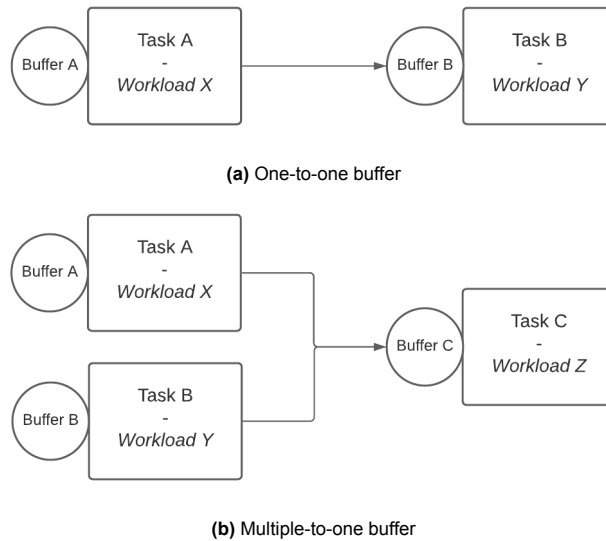 Buffer A
Task A
-
Workload X
Buffer B
Task B
-
Workload Y
(a) One-to-one buffer
Buffer A
Task A
-
Workload X
Buffer B
Task B
-
Workload Y
Buffer C
Task C
-
Workload Z
(b) Multiple-to-one buffer